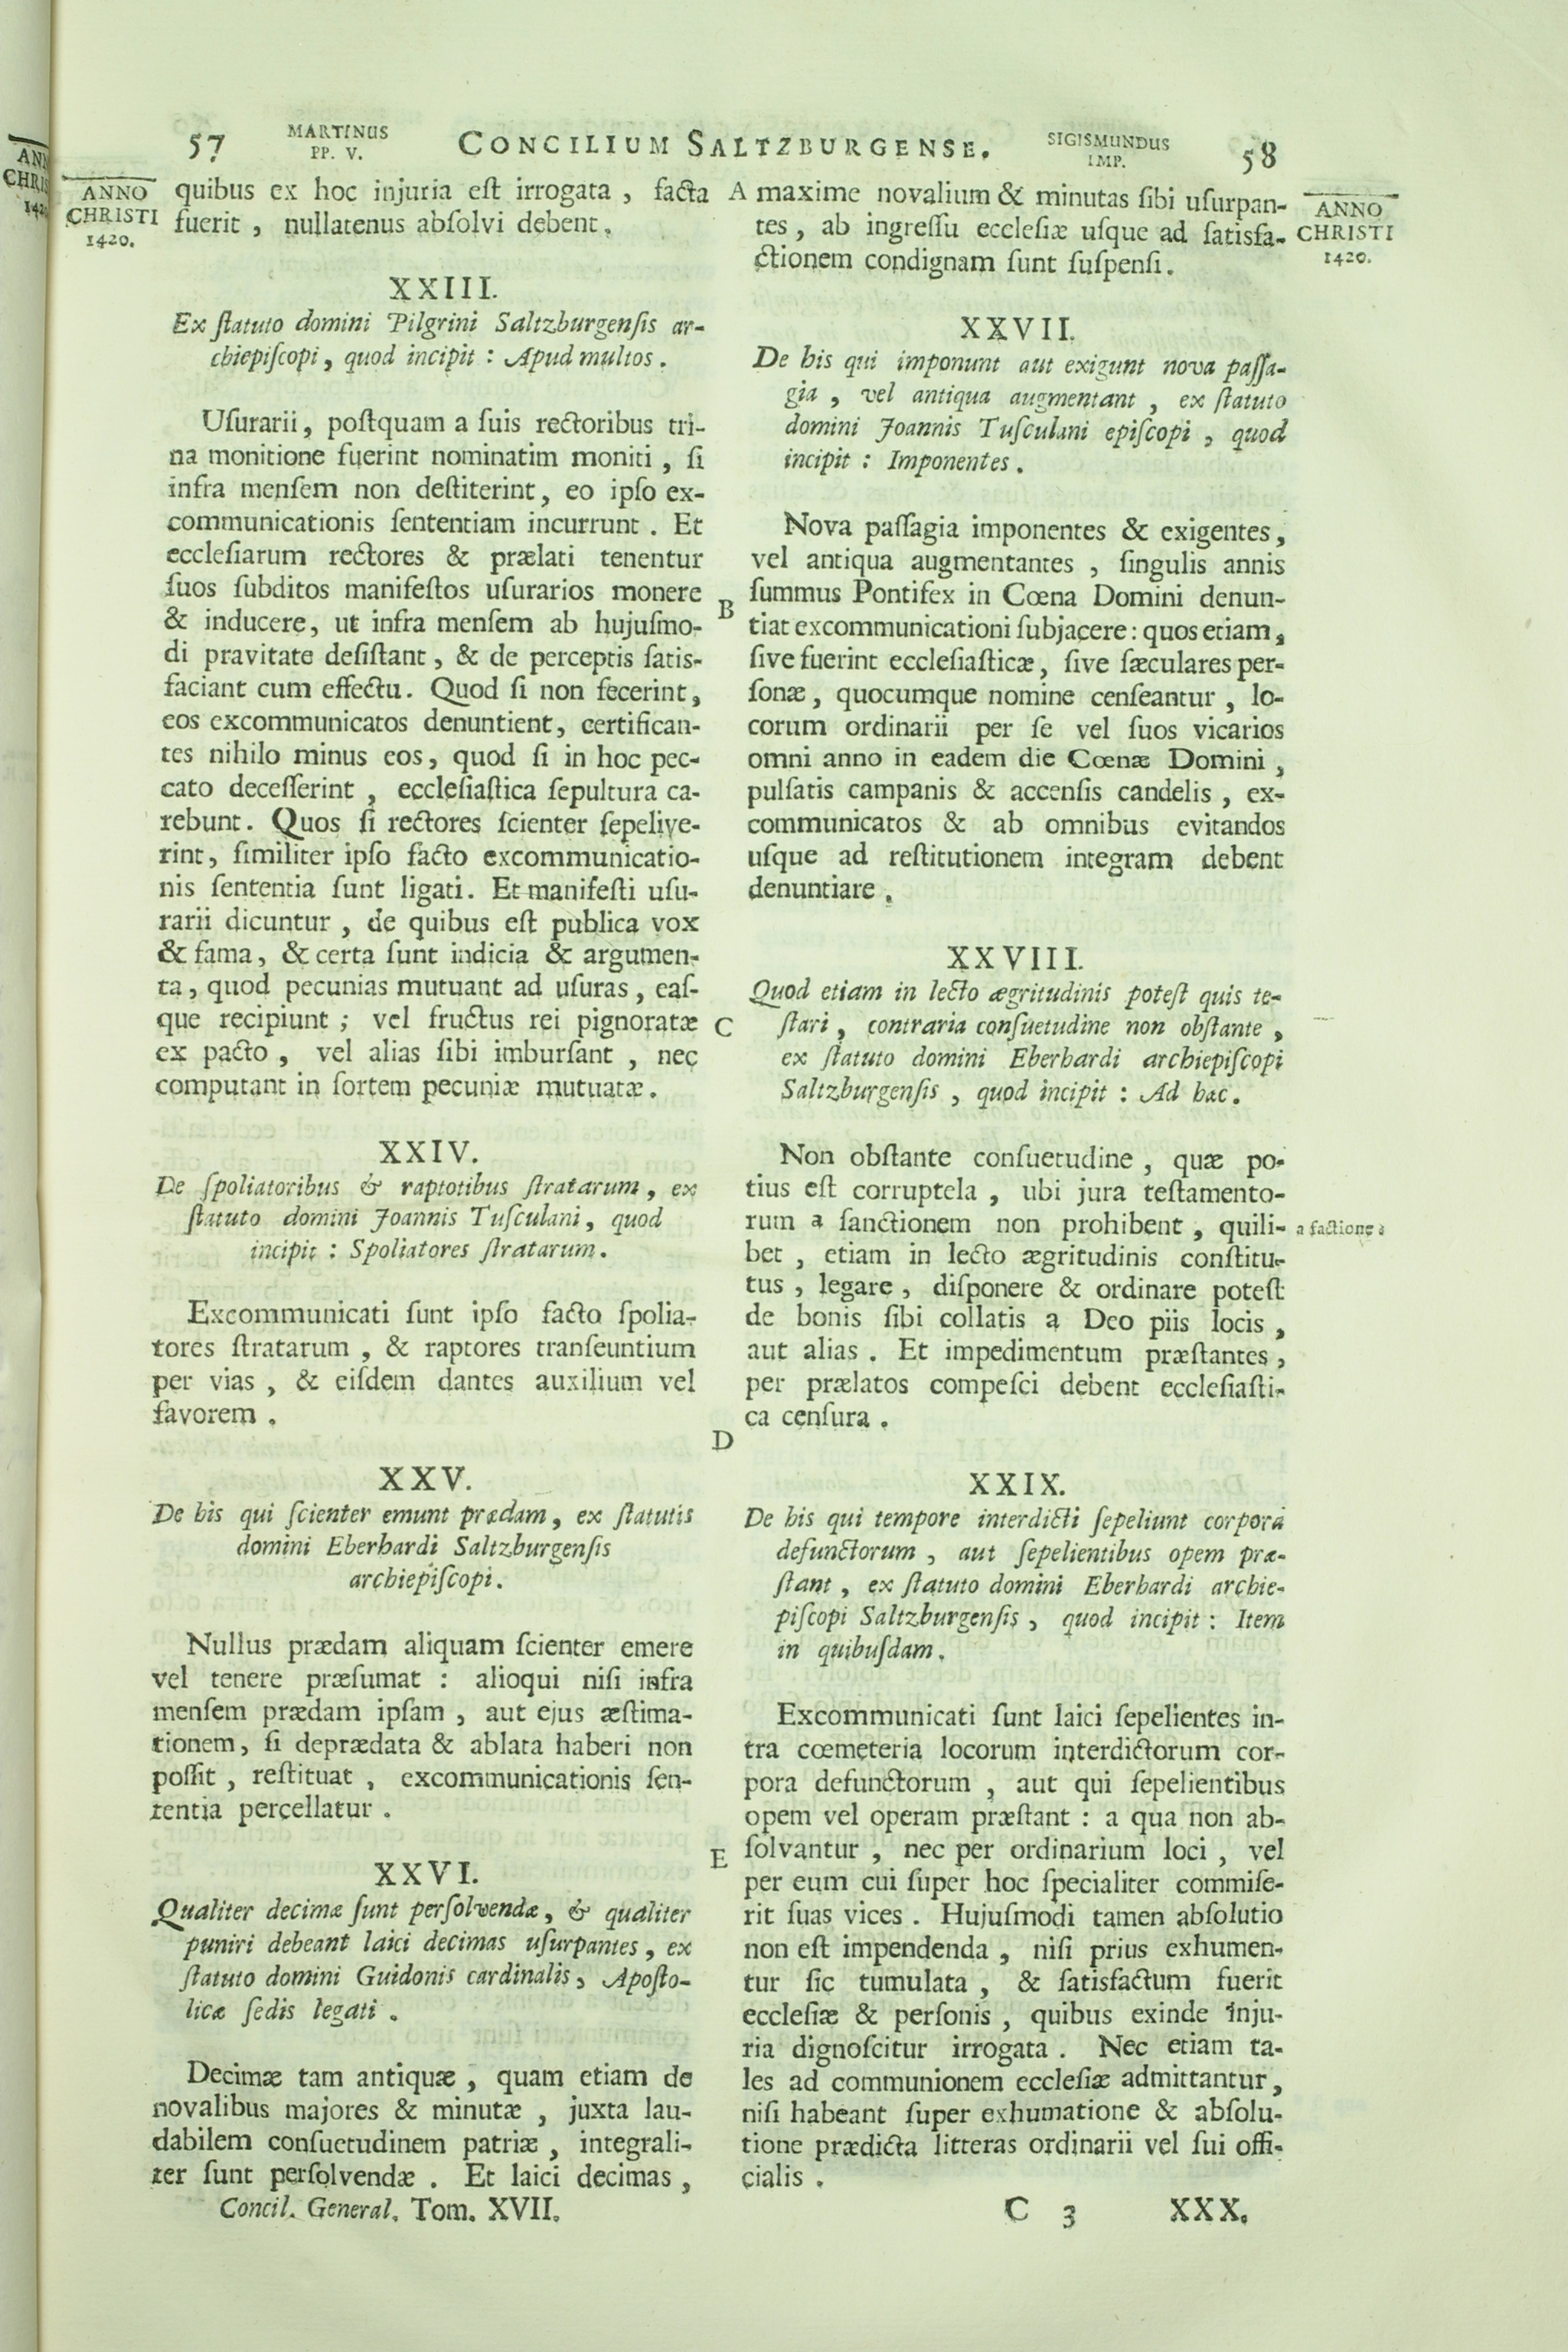 57
MARTINUS
PP. V.
CONCILIUM SALTZBURGENSE.
SIGISMUNDUS
IMP.
58
ANNO
CHRISTI
1420.
quibus ex hoc injuria eſt irrogata, facta
fuerit, nullatenus abſolvi debent.
XXIII.
Ex ſtatuto domini Pilgrini Saltzburgenſis ar-
chiepiſcopi, quod incipit: Apud multos.
Uſurarii, poſtquam a ſuis rectoribus tri-
na monitione fuerint nominatim moniti, ſi
infra menſem non deſtiterint, eo ipſo ex-
communicationis ſententiam incurrunt. Et
eccleſiarum rectores & prælati tenentur
ſuos ſubditos manifeſtos uſurarios monere
& inducere, ut infra menſem ab hujuſmo-
di pravitate deſiſtant, & de perceptis ſatis-
faciant cum effectu. Quod ſi non fecerint,
eos excommunicatos denuntient, certifican-
tes nihilo minus eos, quod ſi in hoc pec-
cato deceſſerint, eccleſiaſtica ſepultura ca-
rebunt. Quos ſi rectores ſcienter ſepelive-
rint, ſimiliter ipſo facto excommunicatio-
nis ſententia ſunt ligati. Et manifeſti uſu-
rarii dicuntur, de quibus eſt publica vox
& fama, & certa ſunt indicia & argumen-
ta, quod pecunias mutuant ad uſuras, eaſ-
que recipiunt; vel fructus rei pignoratæ
ex pacto, vel alias ſibi imburſant, nec
computant in ſortem pecuniæ mutuatæ.
XXIV.
De ſpoliatoribus & raptotibus ſtratarum, ex
ſtatuto domini Joannis Tuſculani, quod
incipit: Spoliatores ſtratarum.
Excommunicati ſunt ipſo facto ſpolia-
tores ſtratarum, & raptores tranſeuntium
per vias, & eiſdem dantes auxilium vel
favorem.
XXV.
De his qui ſcienter emunt prædam, ex ſtatutis
domini Eberhardi Saltzburgenſis
archiepiſcopi.
Nullus prædam aliquam ſcienter emere
vel tenere præſumat: alioqui niſi infra
menſem prædam ipſam, aut ejus æſtima-
tionem, ſi deprædata & ablata haberi non
poſſit, reſtituat, excommunicationis ſen-
tentia percellatur.
XXVI.
Qualiter decimæ ſunt perſolvendæ, & qualiter
puniri debeant laici decimas uſurpantes, ex
ſtatuto domini Guidonis cardinalis, Apoſto-
licæ ſedis legati.
Decimæ tam antiquæ, quam etiam de
novalibus majores & minutæ, juxta lau-
dabilem conſuetudinem patriæ, integrali-
ter ſunt perſolvendæ. Et laici decimas,
Concil. General. Tom. XVII.
A
B
C
D
E
maxime novalium & minutas ſibi uſurpan-
tes, ab ingreſſu eccleſiæ uſque ad ſatisfa-
ctionem condignam ſunt ſuſpenſi.
ANNO
CHRISTI
1420.
XXVII.
De his qui imponunt aut exigunt nova paſſa-
gia, vel antiqua augmentant, ex ſtatuto
domini Joannis Tuſculani epiſcopi, quod
incipit: Imponentes.
Nova paſſagia imponentes & exigentes,
vel antiqua augmentantes, ſingulis annis
ſummus Pontifex in Cœna Domini denun-
tiat excommunicationi ſubjacere: quos etiam,
ſive fuerint eccleſiaſticæ, ſive ſæculares per-
ſonæ, quocumque nomine cenſeantur, lo-
corum ordinarii per ſe vel ſuos vicarios
omni anno in eadem die Cœnæ Domini,
pulſatis campanis & accenſis candelis, ex-
communicatos & ab omnibus evitandos
uſque ad reſtitutionem integram debent
denuntiare.
XXVIII.
Quod etiam in lecto ægritudinis poteſt quis te-
ſtari, contraria conſuetudine non obſtante,
ex ſtatuto domini Eberhardi archiepiſcopi
Saltzburgenſis, quod incipit: Ad hac.
Non obſtante conſuetudine, quæ po-
tius eſt corruptela, ubi jura teſtamento-
rum a ſanctionem non prohibent, quili-
a factione.
bet, etiam in lecto ægritudinis conſtitu-
tus, legare, diſponere & ordinare poteſt
de bonis ſibi collatis a Deo piis locis,
aut alias. Et impedimentum præſtantes,
per prælatos compeſci debent eccleſiaſti-
ca cenſura.
XXIX.
De his qui tempore interdicti ſepeliunt corpora
defunctorum, aut ſepelientibus opem præ-
ſtant, ex ſtatuto domini Eberhardi archie-
piſcopi Saltzburgenſis, quod incipit: Item
in quibuſdam.
Excommunicati ſunt laici ſepelientes in-
tra cœmeteria locorum interdictorum cor-
pora defunctorum, aut qui ſepelientibus
opem vel operam præſtant: a qua non ab-
ſolvantur, nec per ordinarium loci, vel
per eum cui ſuper hoc ſpecialiter commiſe-
rit ſuas vices. Hujuſmodi tamen abſolutio
non eſt impendenda, niſi prius exhumen-
tur ſic tumulata, & ſatisfactum fuerit
eccleſiæ & perſonis, quibus exinde inju-
ria dignoſcitur irrogata. Nec etiam ta-
les ad communionem eccleſiæ admittantur,
niſi habeant ſuper exhumatione & abſolu-
tione prædicta litteras ordinarii vel ſui offi-
cialis.
C 3
XXX.